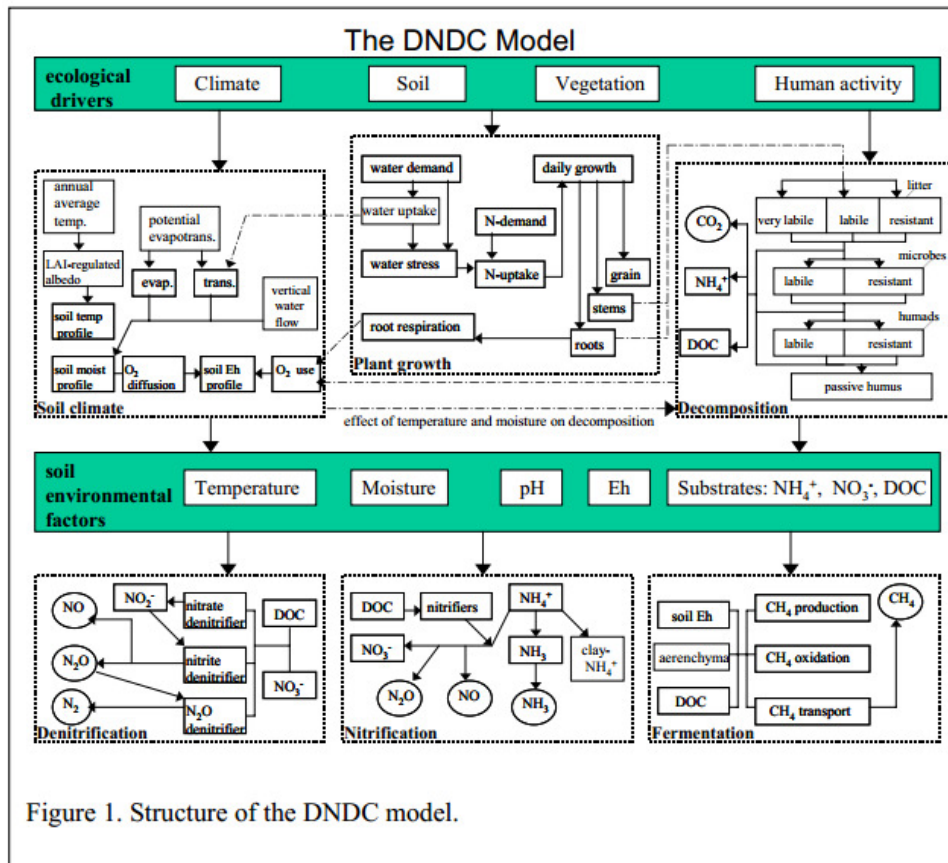 The DNDC Model
ecological
drivers
Climate
Soil
Vegetation
Human activity
annual
average
temp.
potential
evapotrans.
LAI-regulated
albedo
evap.
trans.
vertical
water
flow
soil temp
profile
soil moist
profile
O₂
diffusion
soil Eh
profile
O₂ use
Soil climate
water demand
daily growth
water uptake
N-demand
water stress
N-uptake
grain
stems
root respiration
roots
Plant growth
litter
CO₂
very labile
labile
resistant
microbes
NH₄⁺
labile
resistant
humads
DOC
labile
resistant
passive humus
Decomposition
effect of temperature and moisture on decomposition
soil
environmental
factors
Temperature
Moisture
pH
Eh
Substrates: NH₄⁺, NO₃⁻, DOC
NO
NO₂⁻
nitrate
denitrifier
DOC
N₂O
nitrite
denitrifier
NO₃⁻
N₂
N₂O
denitrifier
Denitrification
DOC
nitrifiers
NH₄⁺
NO₃⁻
NH₃
clay-
NH₄⁺
N₂O
NO
NH₃
Nitrification
soil Eh
CH₄ production
CH₄
aerenchyma
CH₄ oxidation
DOC
CH₄ transport
Fermentation
Figure 1. Structure of the DNDC model.